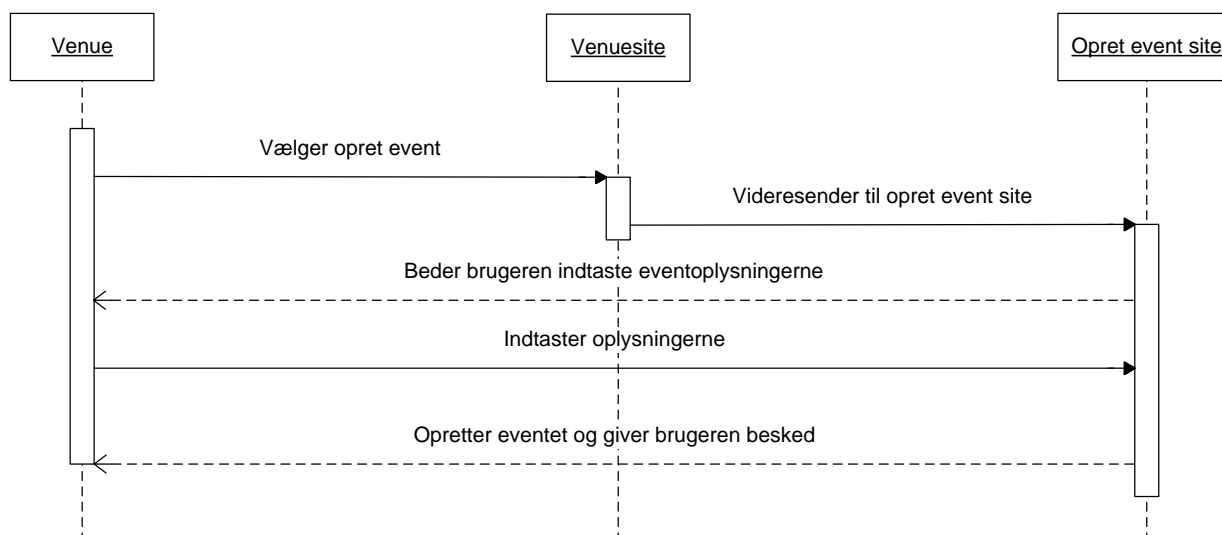 Venue
Venuesite
Opret event site
Vælger opret event
Videresender til opret event site
Beder brugeren indtaste eventoplysningerne
Indtaster oplysningerne
Opretter eventet og giver brugeren besked